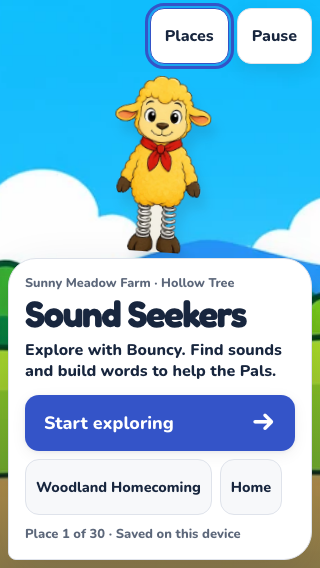 Places
Pause
Sunny Meadow Farm · Hollow Tree
Sound Seekers
Explore with Bouncy. Find sounds
and build words to help the Pals.
Start exploring
Woodland Homecoming
Home
Place 1 of 30 · Saved on this device